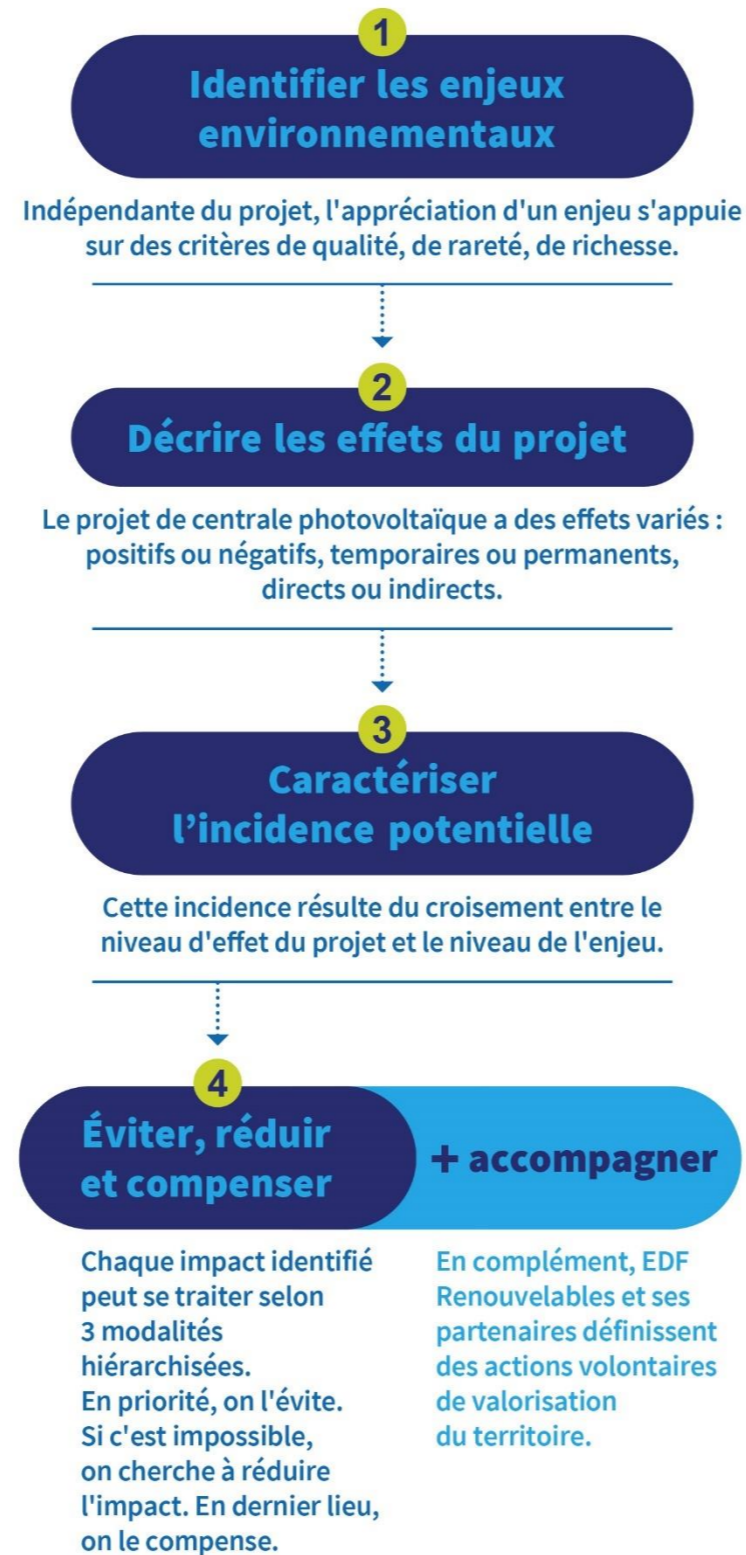 1
Identifier les enjeux
environnementaux
Indépendante du projet, l'appréciation d'un enjeu s'appuie
sur des critères de qualité, de rareté, de richesse.
2
Décrire les effets du projet
Le projet de centrale photovoltaïque a des effets variés :
positifs ou négatifs, temporaires ou permanents,
directs ou indirects.
3
Caractériser
l’incidence potentielle
Cette incidence résulte du croisement entre le
niveau d'effet du projet et le niveau de l'enjeu.
4
Éviter, réduire
et compenser
+ accompagner
Chaque impact identifié
peut se traiter selon
3 modalités
hiérarchisées.
En priorité, on l'évite.
Si c'est impossible,
on cherche à réduire
l'impact. En dernier lieu,
on le compense.
En complément, EDF
Renouvelables et ses
partenaires définissent
des actions volontaires
de valorisation
du territoire.